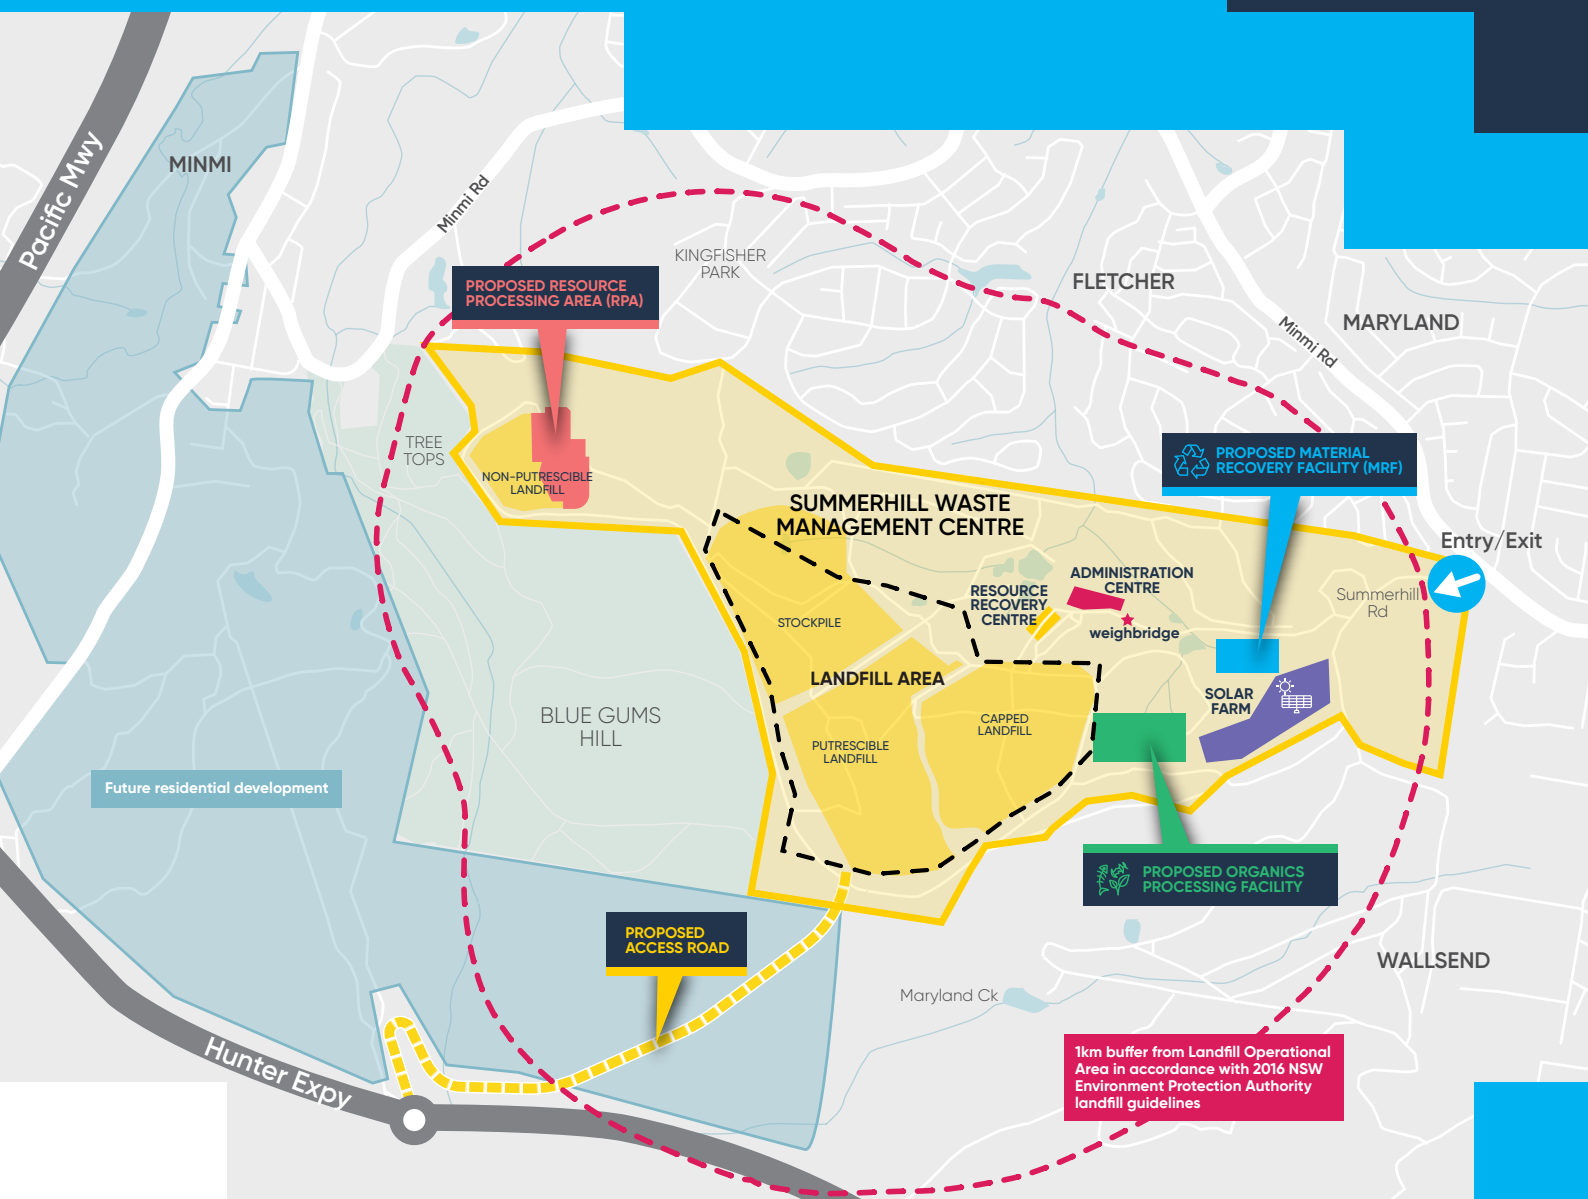 MINMI
Pacific Mwy
Minmi Rd
KINGFISHER
PARK
FLETCHER
MARYLAND
Minmi Rd
PROPOSED RESOURCE
PROCESSING AREA (RPA)
TREE
TOPS
NON-PUTRESCIBLE
LANDFILL
PROPOSED MATERIAL
RECOVERY FACILITY (MRF)
SUMMERHILL WASTE
MANAGEMENT CENTRE
Entry/Exit
RESOURCE
RECOVERY
CENTRE
ADMINISTRATION
CENTRE
weighbridge
Summerhill
Rd
STOCKPILE
LANDFILL AREA
SOLAR
FARM
BLUE GUMS
HILL
CAPPED
LANDFILL
PUTRESCIBLE
LANDFILL
Future residential development
PROPOSED ORGANICS
PROCESSING FACILITY
PROPOSED
ACCESS ROAD
WALLSEND
Maryland Ck
Hunter Expy
1km buffer from Landfill Operational
Area in accordance with 2016 NSW
Environment Protection Authority
landfill guidelines